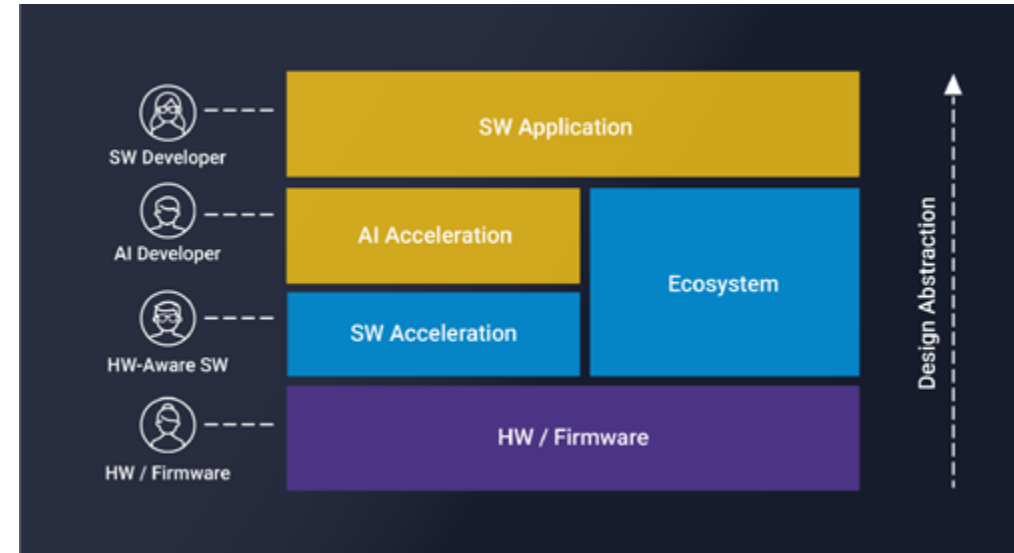 SW Developer
SW Application
AI Developer
AI Acceleration
Ecosystem
HW-Aware SW
SW Acceleration
HW / Firmware
HW / Firmware
Design Abstraction